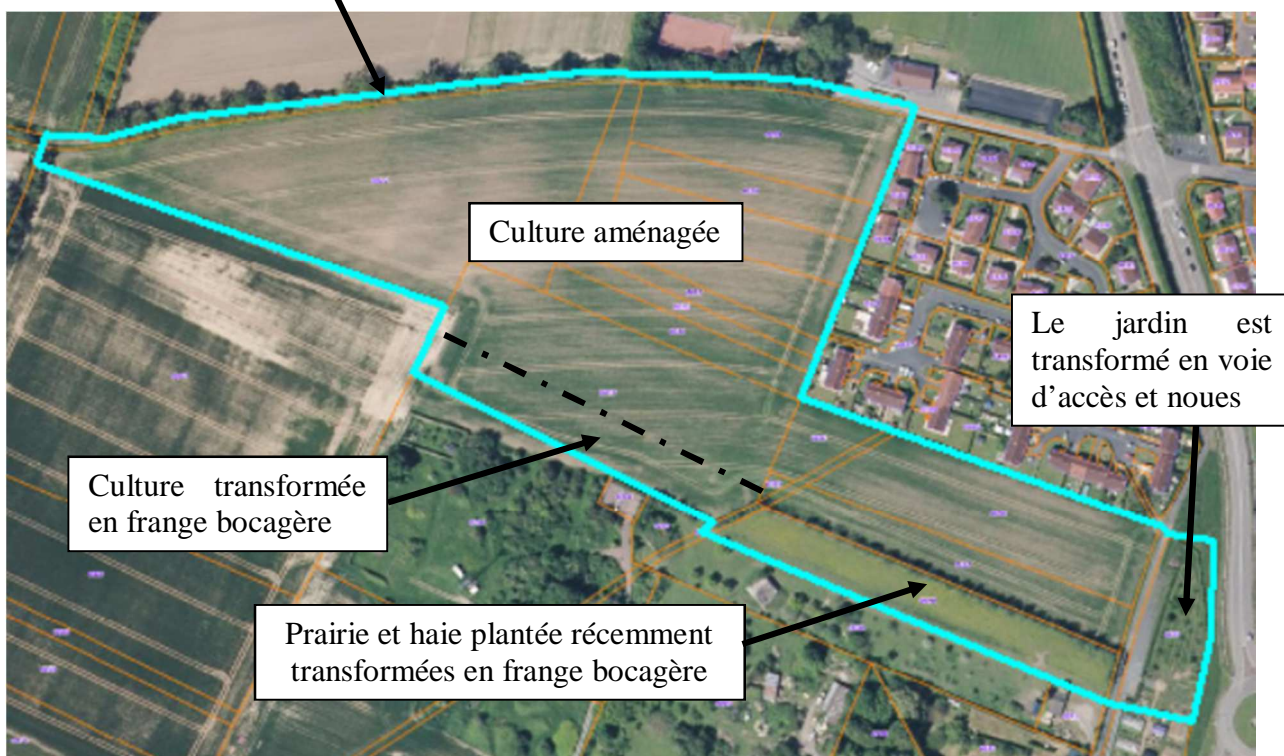 Culture aménagée
Le jardin est
transformé en voie
d'accès et noues
Culture transformée
en frange bocagère
Prairie et haie plantée récemment
transformées en frange bocagère